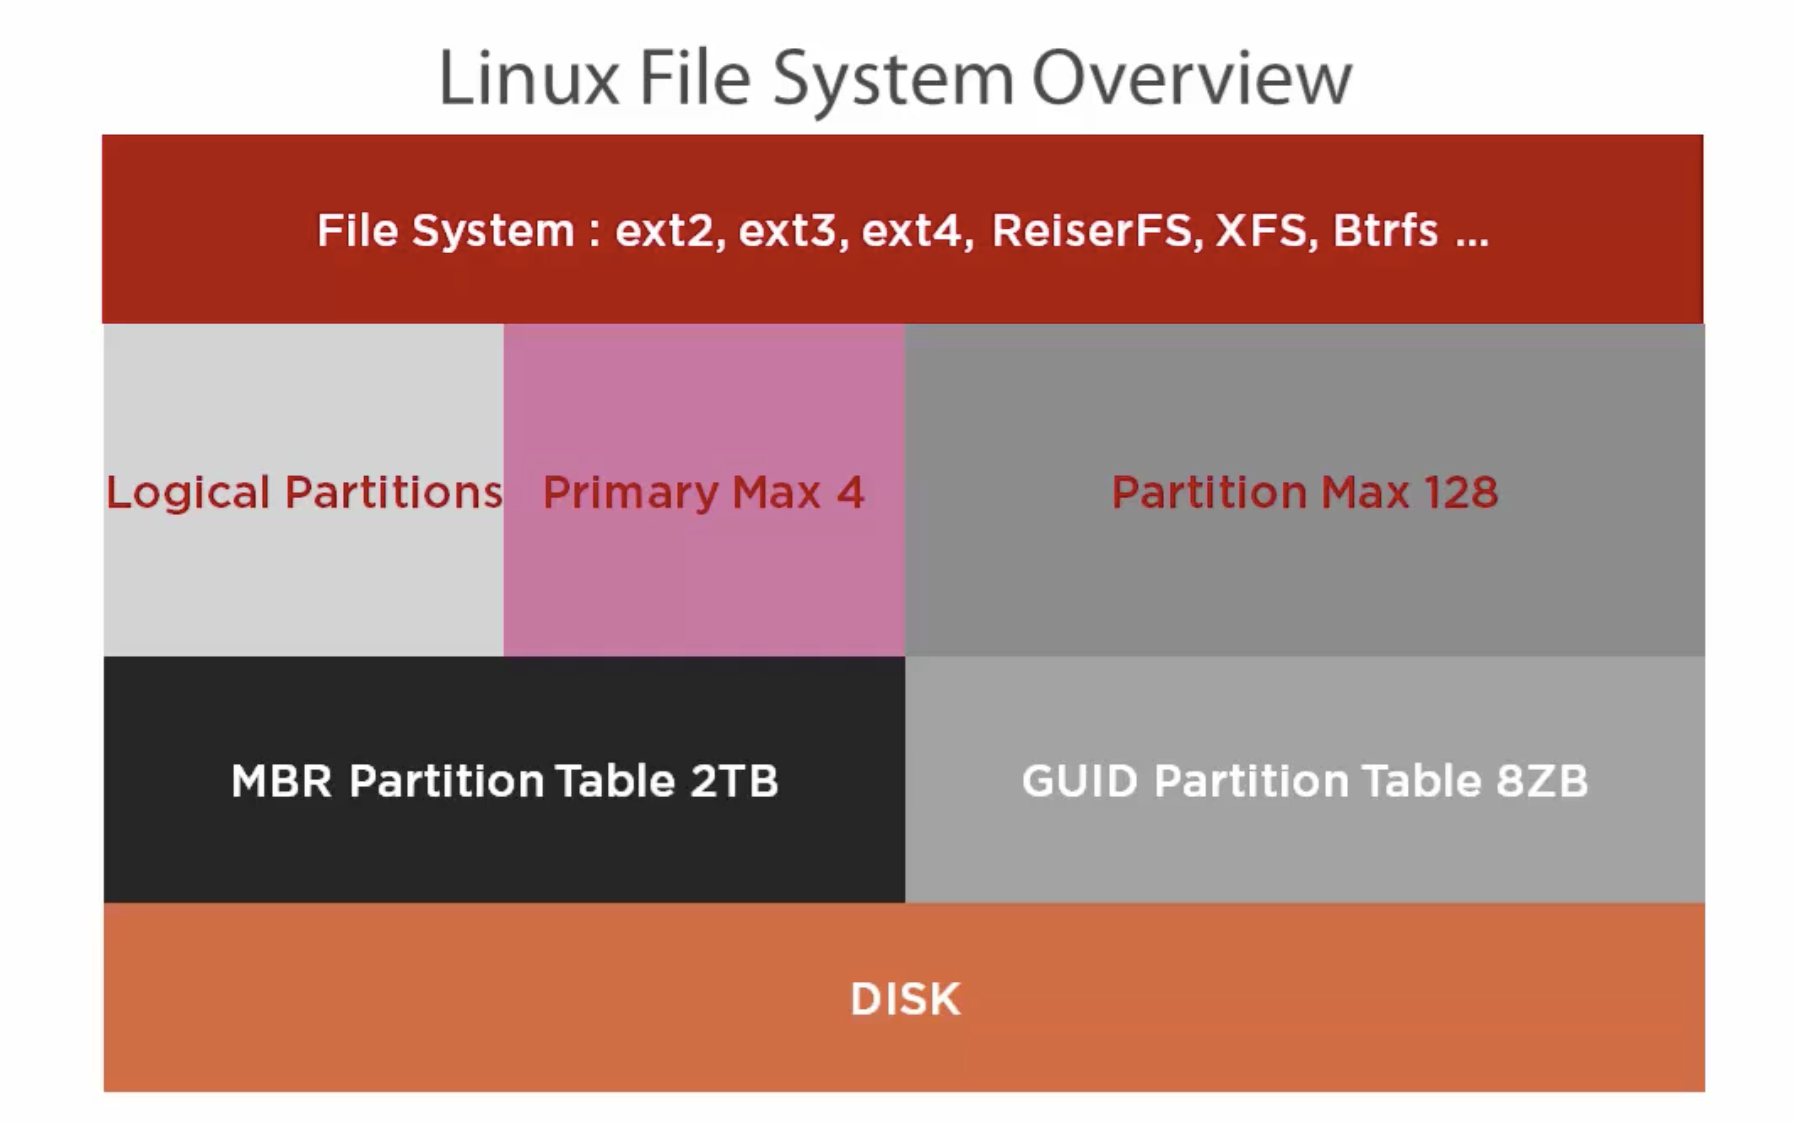 Linux File System Overview
File System : ext2, ext3, ext4, ReiserFS, XFS, Btrfs ...
Logical Partitions
Primary Max 4
Partition Max 128
MBR Partition Table 2TB
GUID Partition Table 8ZB
DISK